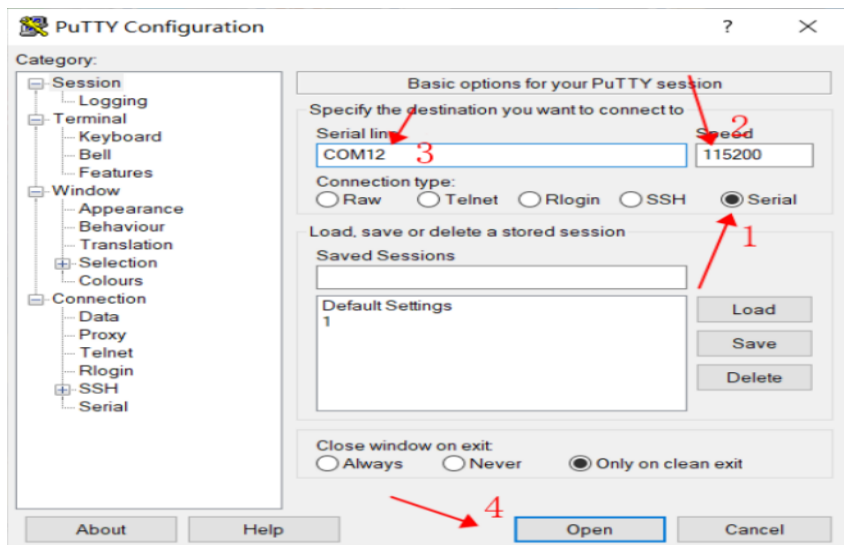 PuTTY Configuration ? ×
Category:
Session
Logging
Terminal
Keyboard
Bell
Features
Window
Appearance
Behaviour
Translation
Selection
Colours
Connection
Data
Proxy
Telnet
Rlogin
SSH
Serial
Basic options for your PuTTY session
Specify the destination you want to connect to
Serial lin Speed 2
COM12 3 115200
Connection type:
Raw Telnet Rlogin SSH Serial
1
Load, save or delete a stored session
Saved Sessions
Default Settings
1
Load
Save
Delete
Close window on exit:
Always Never Only on clean exit
4
About Help Open Cancel